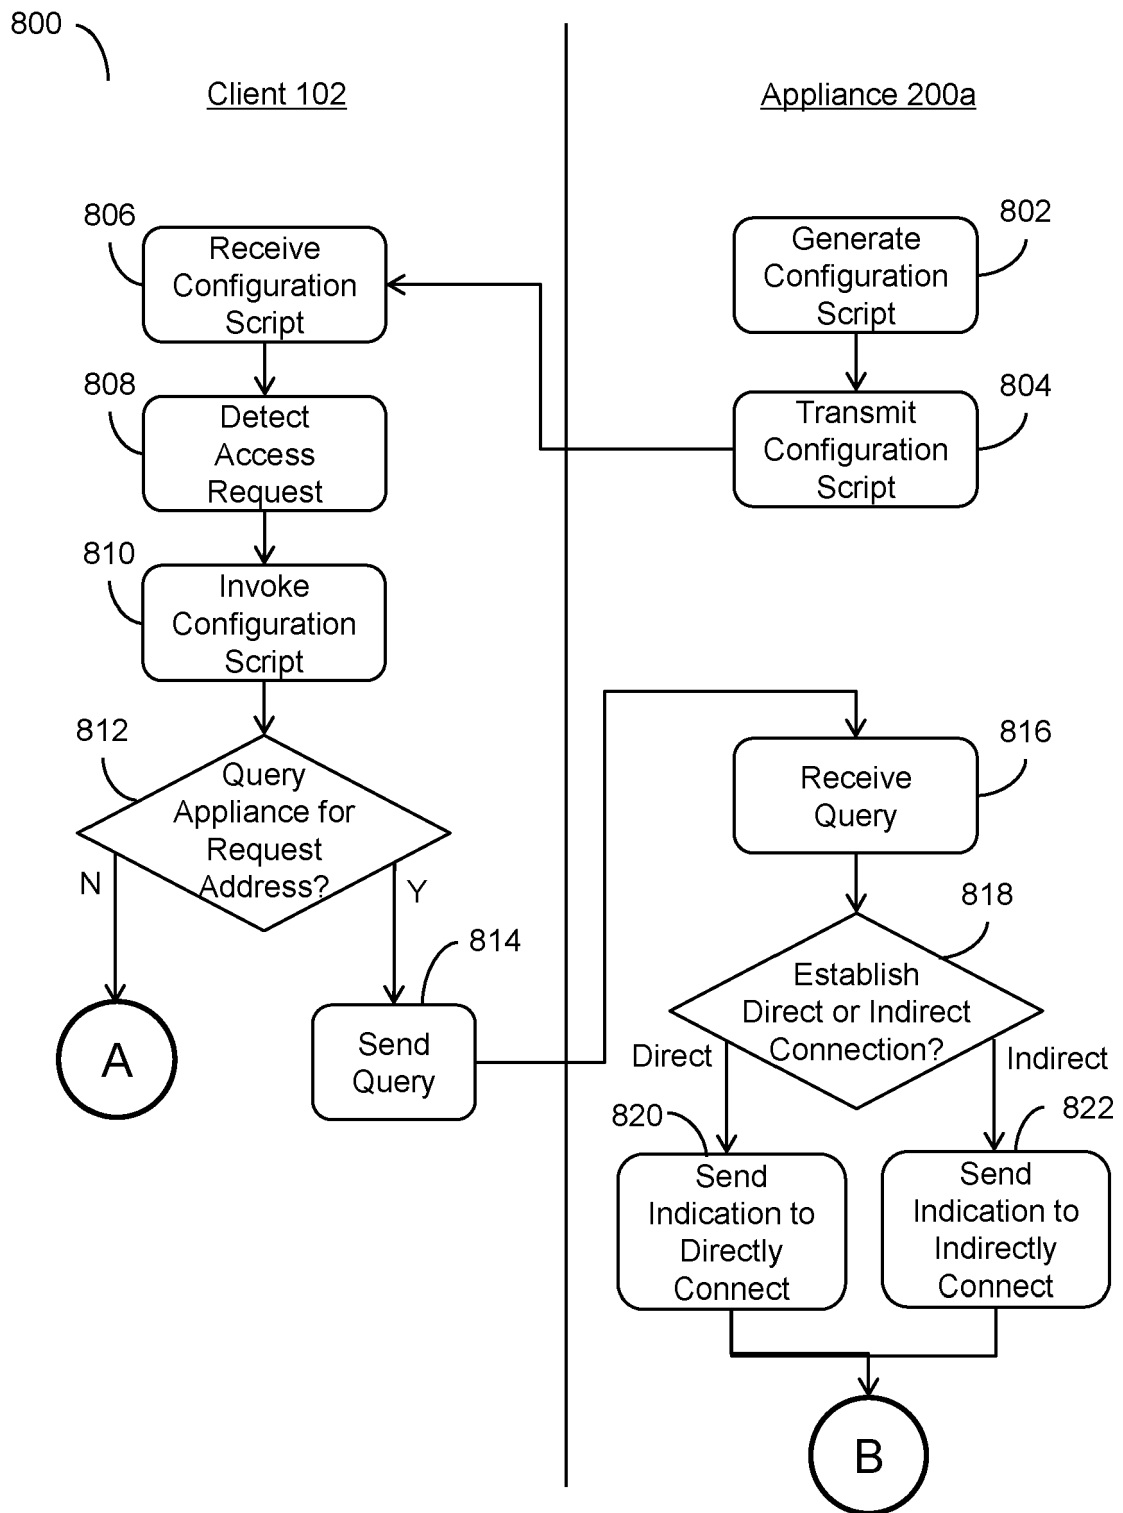 800
Client 102
Appliance 200a
806
Receive
Configuration
Script
802
Generate
Configuration
Script
808
Detect
Access
Request
804
Transmit
Configuration
Script
810
Invoke
Configuration
Script
812
Query
Appliance for
Request
Address?
N
Y
A
814
Send
Query
816
Receive
Query
818
Establish
Direct or Indirect
Connection?
Direct
Indirect
820
Send
Indication to
Directly
Connect
822
Send
Indication to
Indirectly
Connect
B